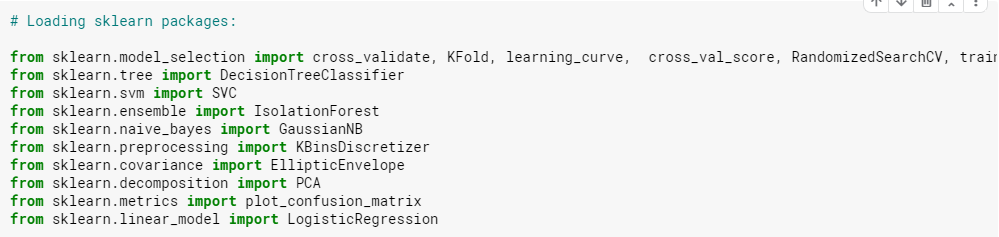 # Loading sklearn packages:
from sklearn.model_selection import cross_validate, KFold, learning_curve,  cross_val_score, RandomizedSearchCV, train
from sklearn.tree import DecisionTreeClassifier
from sklearn.svm import SVC
from sklearn.ensemble import IsolationForest
from sklearn.naive_bayes import GaussianNB
from sklearn.preprocessing import KBinsDiscretizer
from sklearn.covariance import EllipticEnvelope
from sklearn.decomposition import PCA
from sklearn.metrics import plot_confusion_matrix
from sklearn.linear_model import LogisticRegression